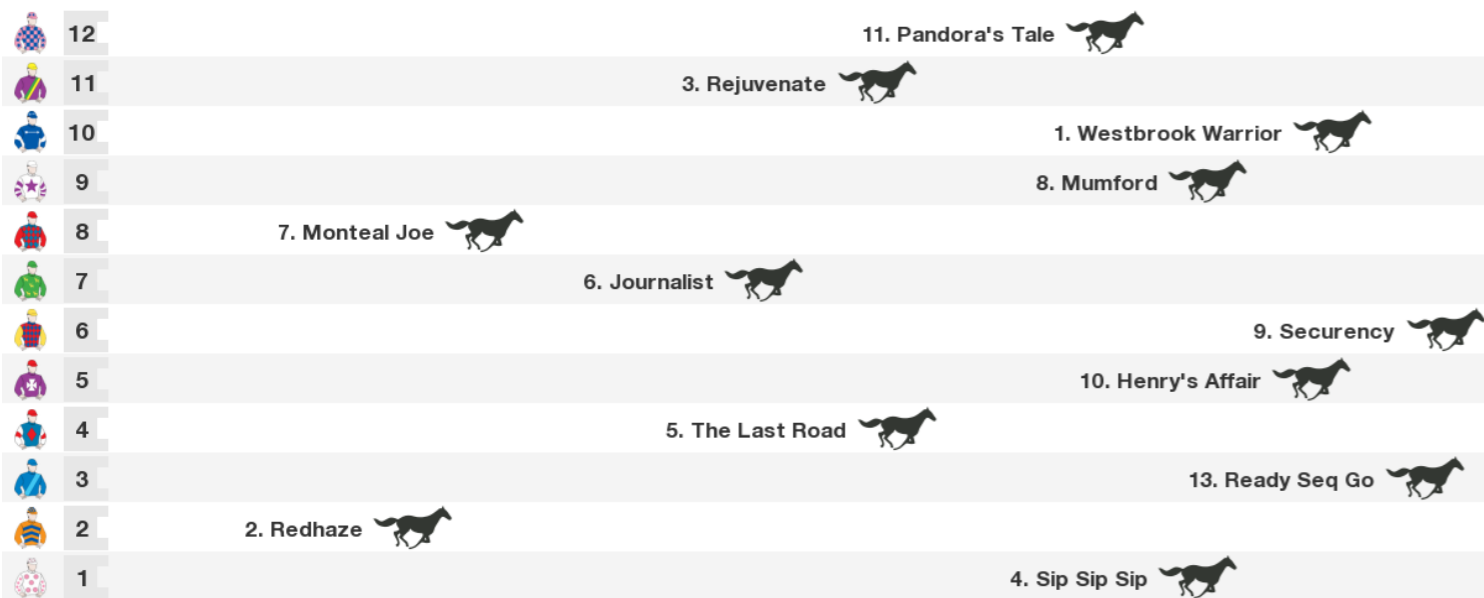 12 11. Pandora's Tale
11 3. Rejuvenate
10 1. Westbrook Warrior
9 8. Mumford
8 7. Monteal Joe
7 6. Journalist
6 9. Securency
5 10. Henry's Affair
4 5. The Last Road
3 13. Ready Seq Go
2 2. Redhaze
1 4. Sip Sip Sip